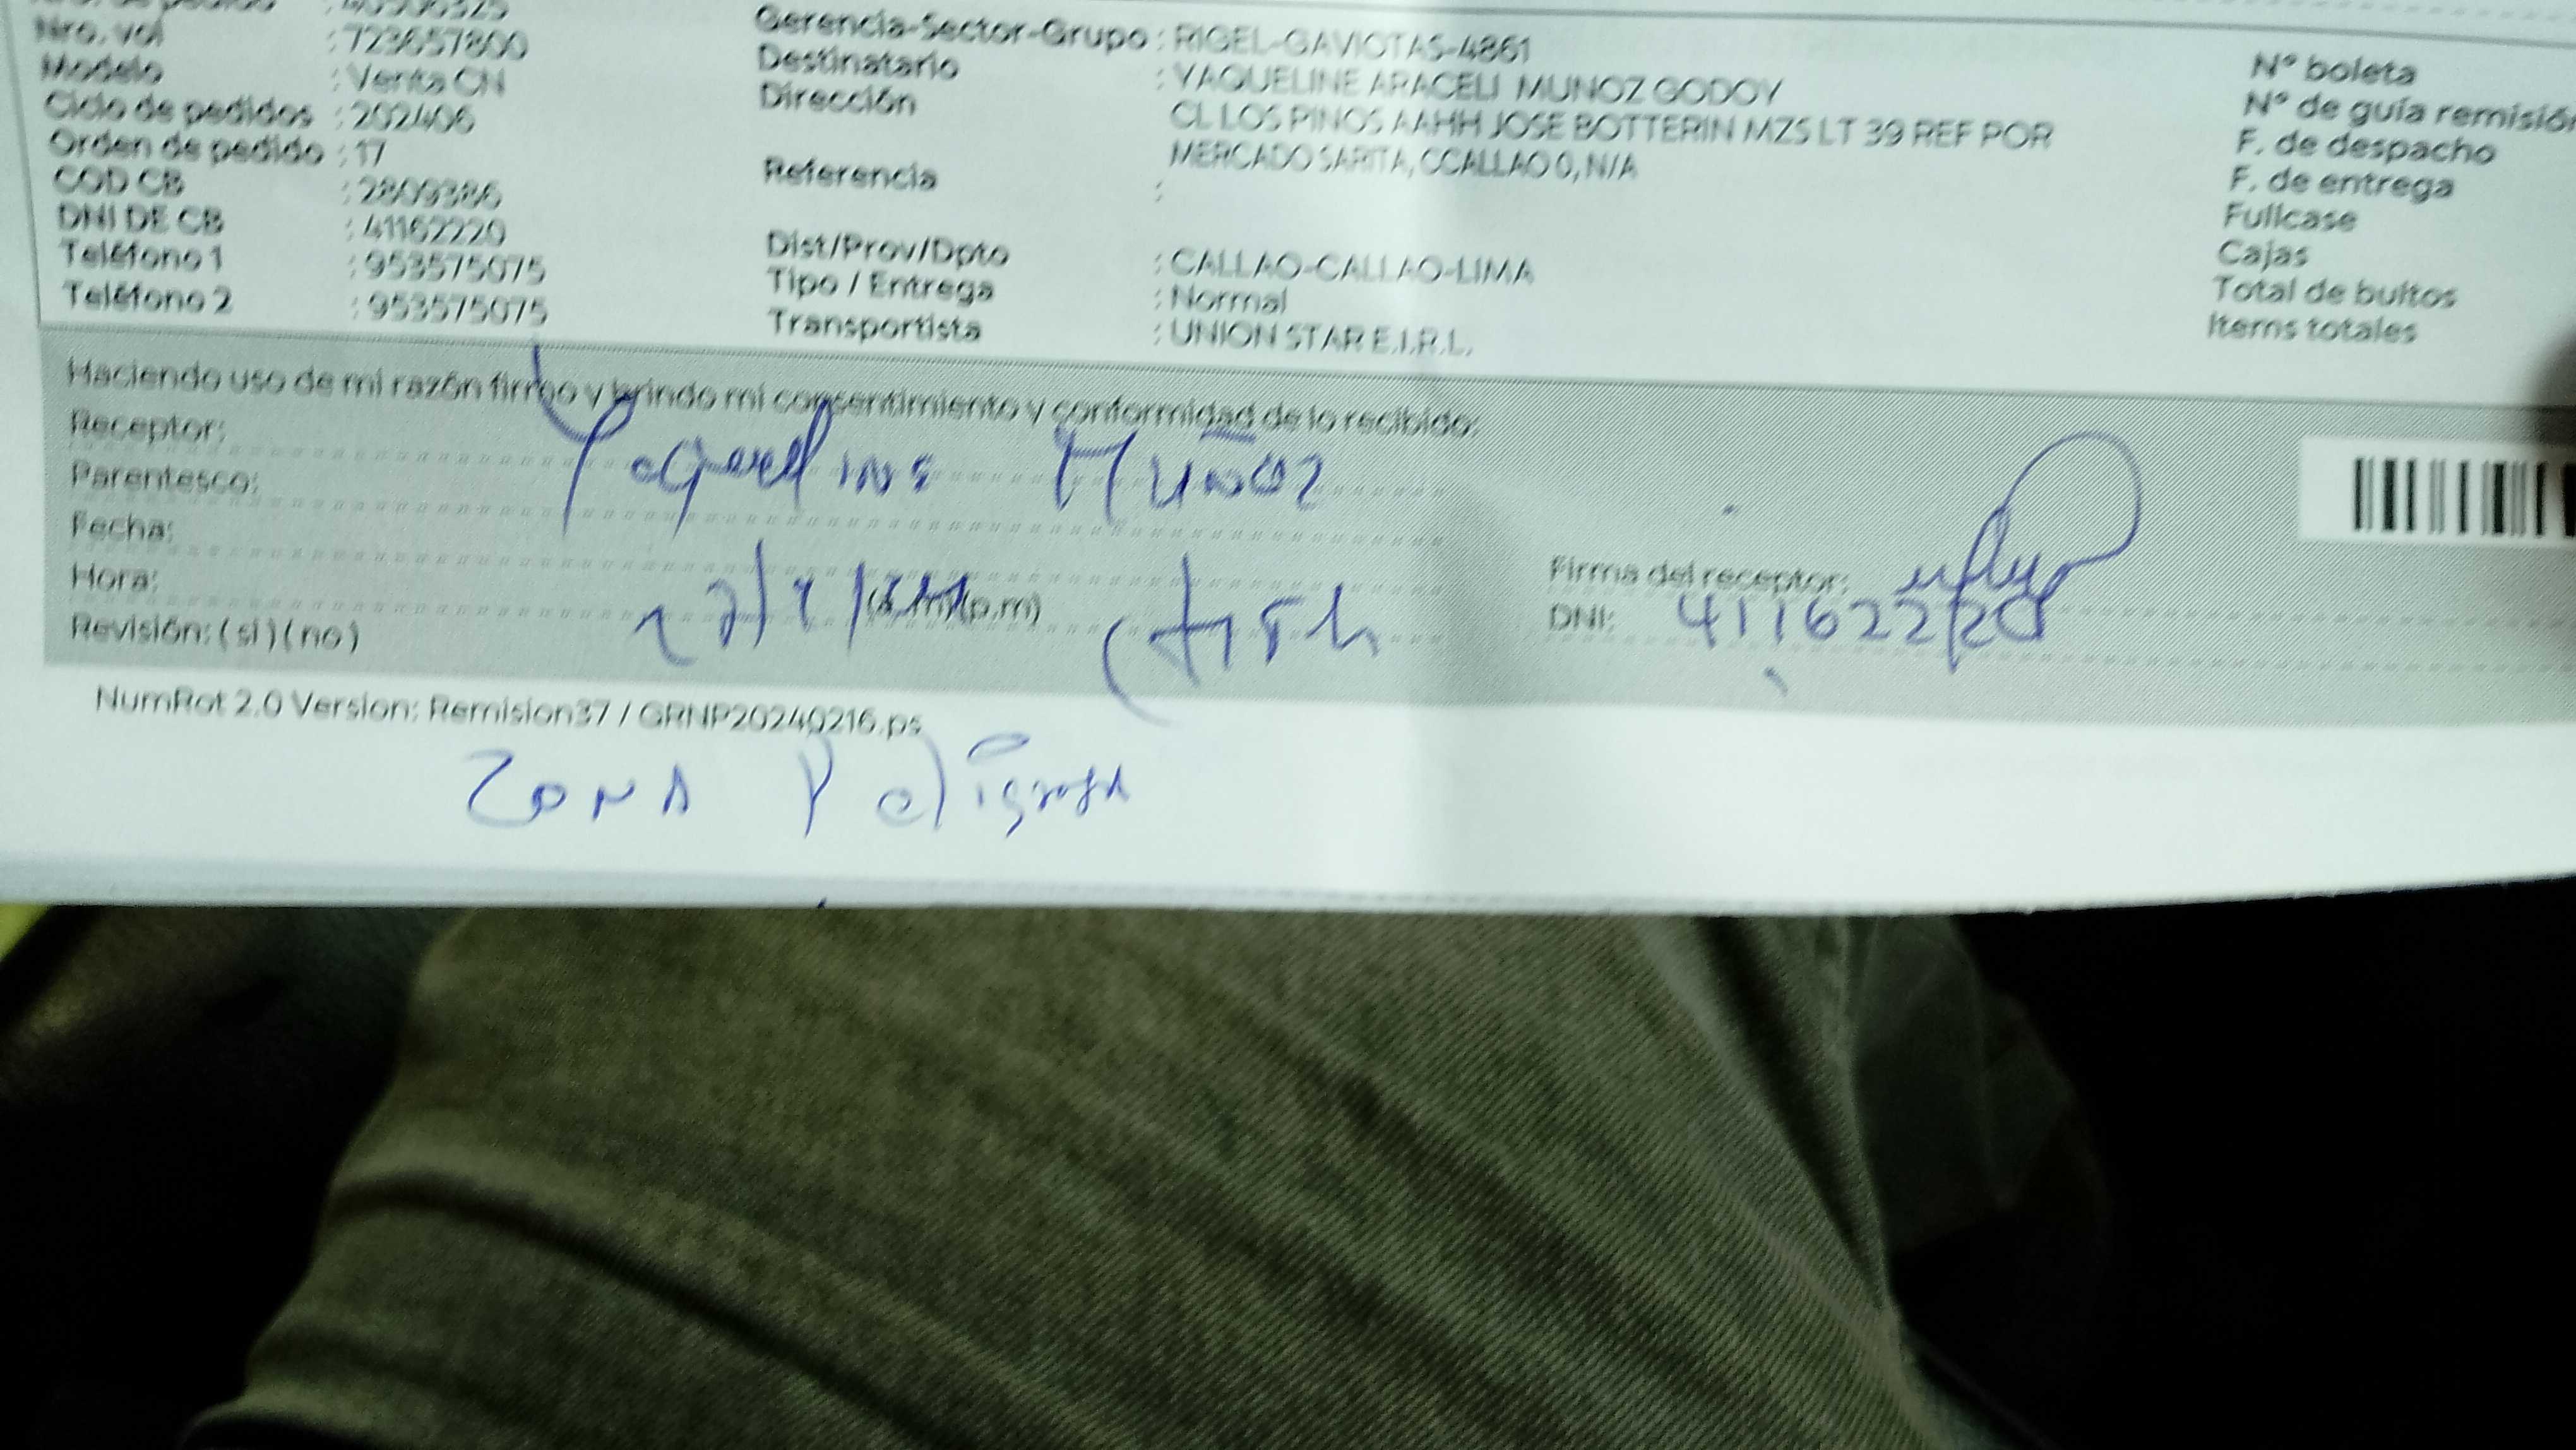 Nro. vol : 723657800
Modelo : Venta CN
Ciclo de pedidos : 202406
Orden de pedido : 17
COD CB : 2809386
DNI DE CB : 41162220
Teléfono 1 : 953575075
Teléfono 2 : 953575075
Gerencia-Sector-Grupo : RIGEL-GAVIOTAS-4861
Destinatario : YAQUELINE ARACELI MUNOZ GODOY
Dirección CL LOS PINOS AAHH JOSE BOTTERIN MZS LT 39 REF POR
MERCADO SARITA, CCALLAO 0, N/A
Referencia :
Dist/Prov/Dpto : CALLAO-CALLAO-LIMA
Tipo / Entrega : Normal
Transportista : UNION STAR E.I.R.L.
N° boleta
N° de guía remisión
F. de despacho
F. de entrega
Fullcase
Cajas
Total de bultos
Items totales
Haciendo uso de mi razón firmo y brindo mi consentimiento y conformidad de lo recibido:
Receptor: Yaqueline Muñoz
Parentesco:
Fecha:
Hora: (p.m)
Revisión: ( si ) ( no )
Firma del receptor:
DNI: 41162220
NumRot 2.0 Version: Remision37 / GRNP20240216.ps
ZONA Peligrosa